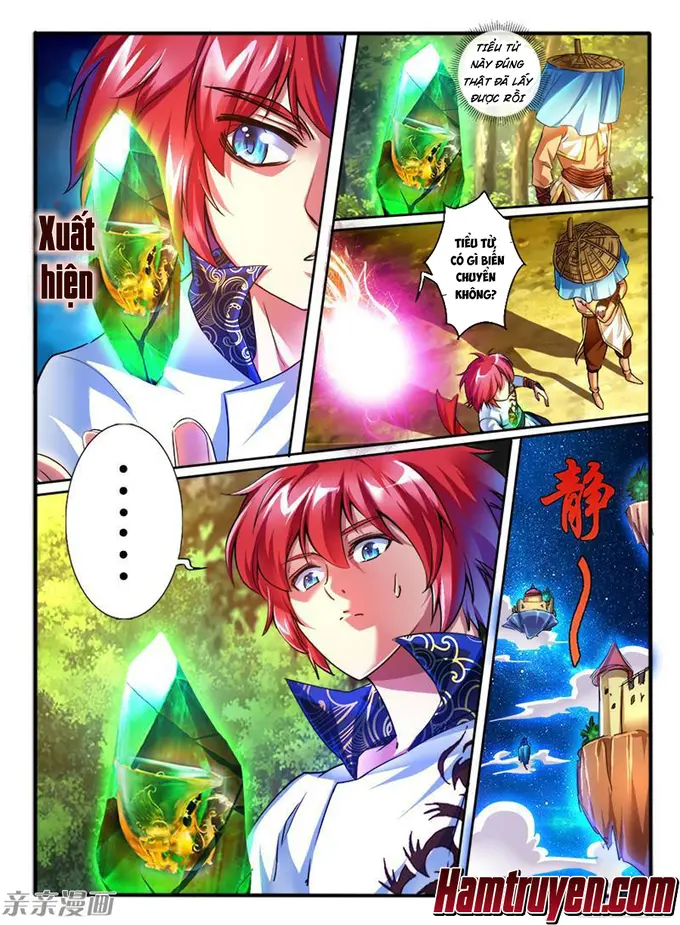 Xuất
hiện
TIỂU TỬ
NÀY ĐÚNG
THẬT ĐÃ LẤY
ĐƯỢC RỒI
TIỂU TỬ,
CÓ GÌ BIẾN
CHUYỂN
KHÔNG?
......
静~
亲亲漫画
Hamtruyen.com